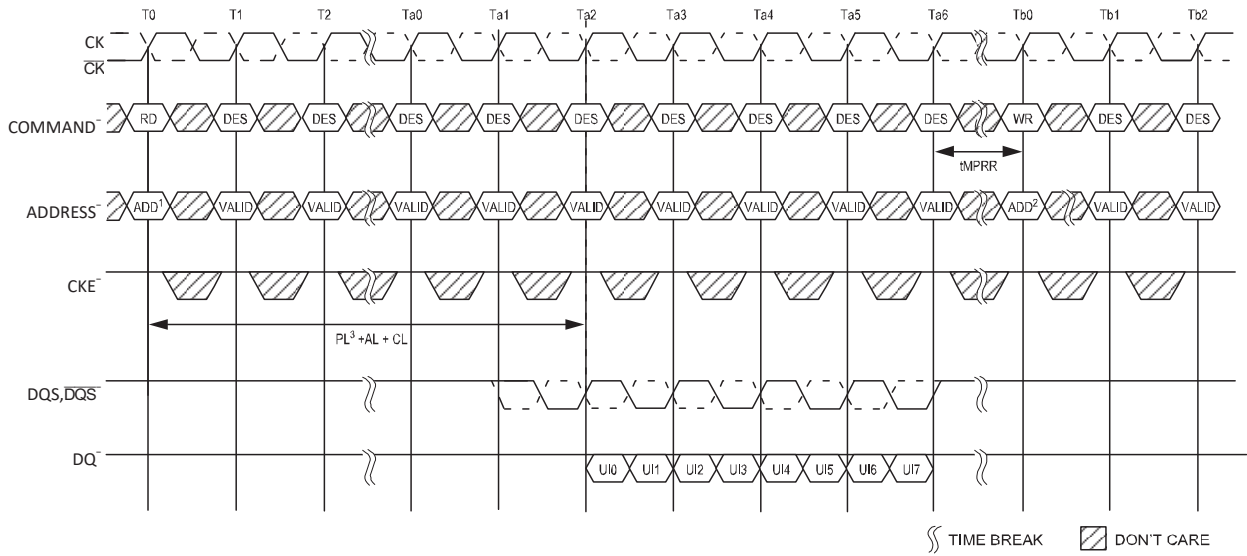 T0 T1 T2 Ta0 Ta1 Ta2 Ta3 Ta4 Ta5 Ta6 Tb0 Tb1 Tb2
CK
CK
COMMAND RD DES DES DES DES DES DES DES DES DES WR DES DES
tMPRR
ADDRESS ADD1 VALID VALID VALID VALID VALID VALID VALID VALID VALID ADD2 VALID VALID
CKE
PL3 +AL + CL
DQS,DQS
DQ UI0 UI1 UI2 UI3 UI4 UI5 UI6 UI7
TIME BREAK DON'T CARE